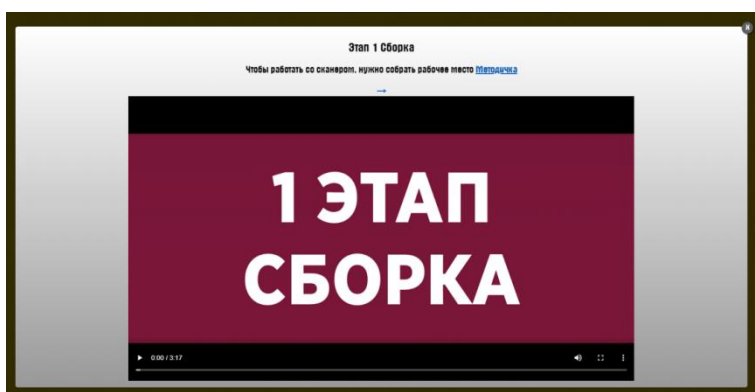 Этап 1 Сборка
Чтобы работать со сканером, нужно собрать рабочее место Методичка
→
1 ЭТАП
СБОРКА
0:00 / 3:17